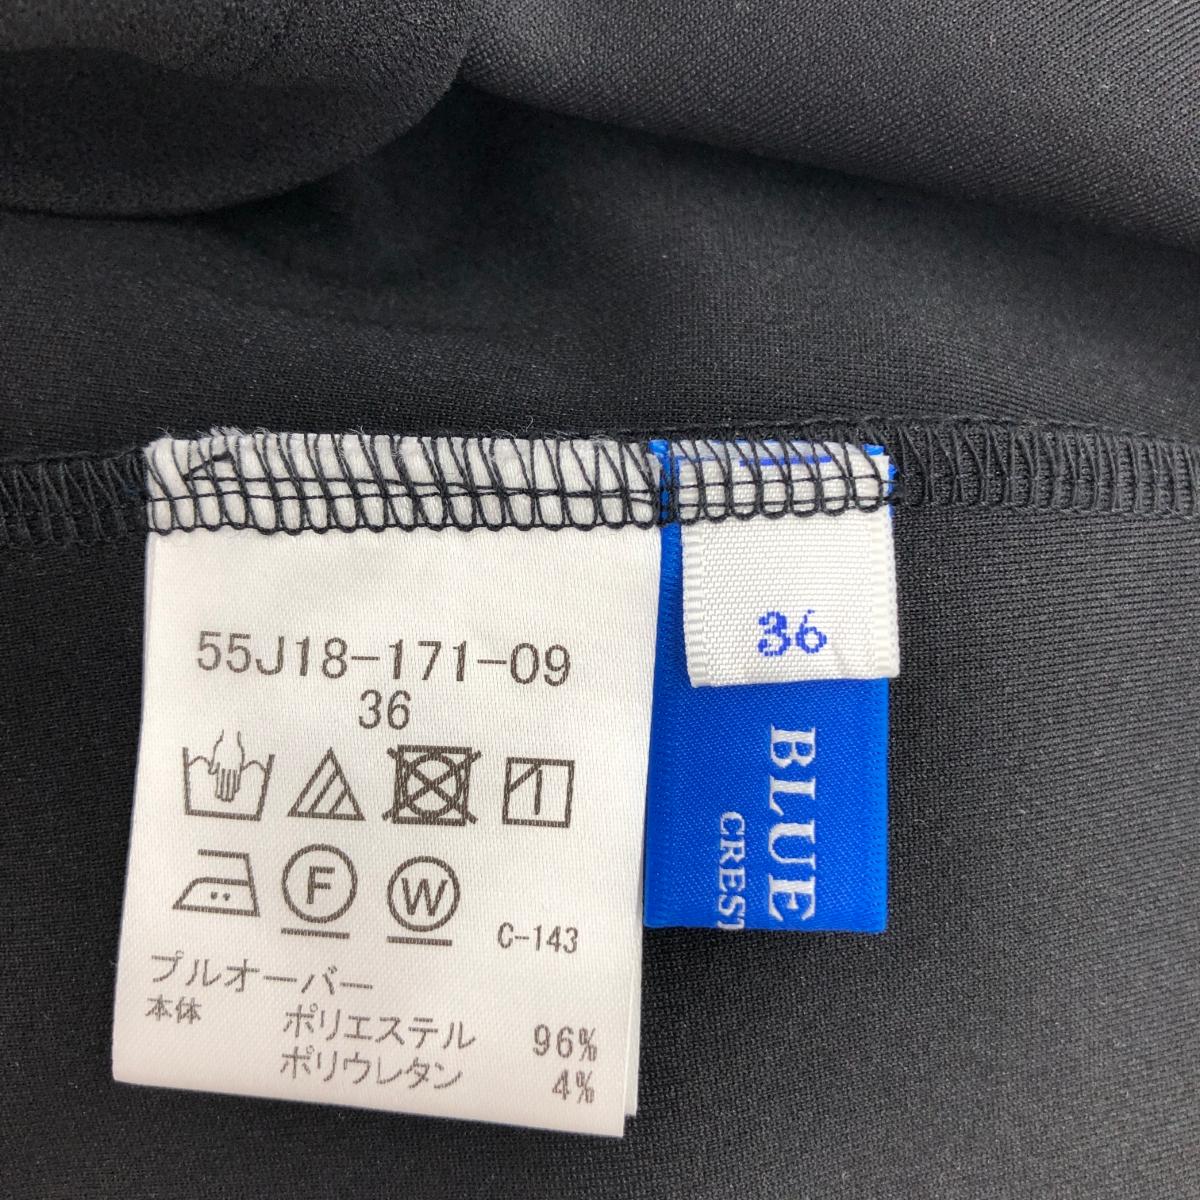 55J18-171-09
36
F W C-143
プルオーバー
本体 ポリエステル 96%
ポリウレタン 4%
36
BLUE
CREST